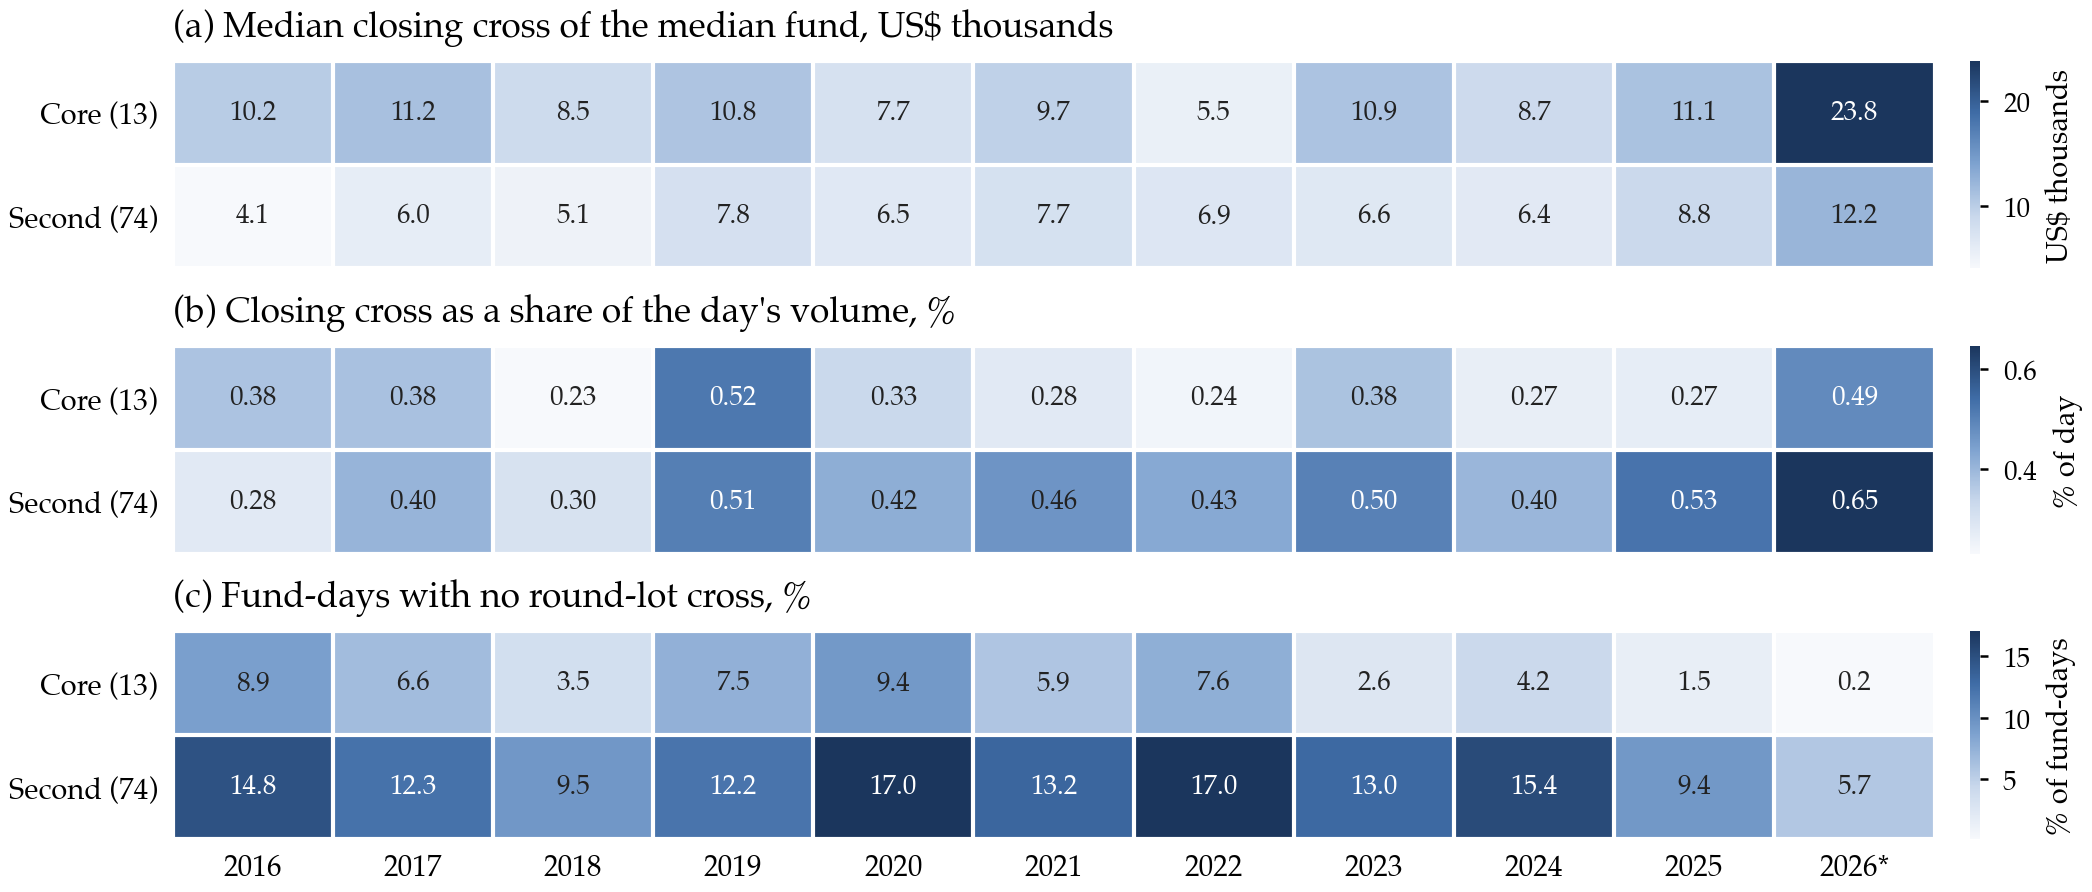 (a) Median closing cross of the median fund, US$ thousands
Core (13) 10.2 11.2 8.5 10.8 7.7 9.7 5.5 10.9 8.7 11.1 23.8
Second (74) 4.1 6.0 5.1 7.8 6.5 7.7 6.9 6.6 6.4 8.8 12.2
20
10
US$ thousands
(b) Closing cross as a share of the day's volume, %
Core (13) 0.38 0.38 0.23 0.52 0.33 0.28 0.24 0.38 0.27 0.27 0.49
Second (74) 0.28 0.40 0.30 0.51 0.42 0.46 0.43 0.50 0.40 0.53 0.65
0.6
0.4
% of day
(c) Fund-days with no round-lot cross, %
Core (13) 8.9 6.6 3.5 7.5 9.4 5.9 7.6 2.6 4.2 1.5 0.2
Second (74) 14.8 12.3 9.5 12.2 17.0 13.2 17.0 13.0 15.4 9.4 5.7
15
10
5
% of fund-days
2016 2017 2018 2019 2020 2021 2022 2023 2024 2025 2026*